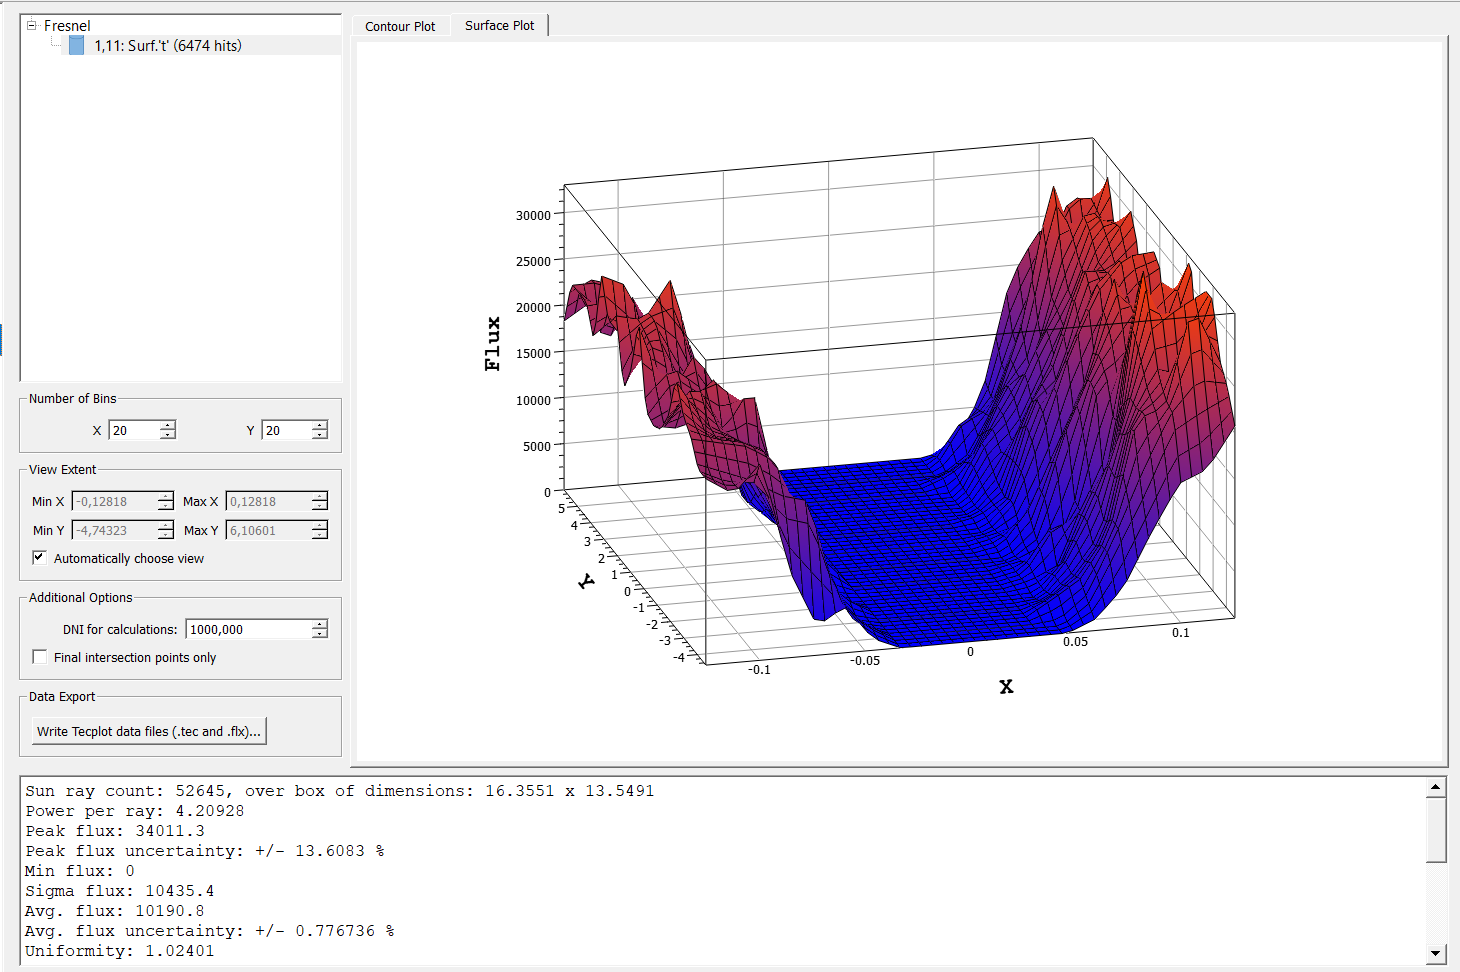 Fresnel
1,11: Surf.'t' (6474 hits)
Contour Plot
Surface Plot
Number of Bins
X 20 Y 20
View Extent
Min X -0,12818 Max X 0,12818
Min Y -4,74323 Max Y 6,10601
Automatically choose view
Additional Options
DNI for calculations: 1000,000
Final intersection points only
Data Export
Write Tecplot data files (.tec and .flx)...
Flux
30000
25000
20000
15000
10000
5000
0
Y
5
4
3
2
1
0
-1
-2
-3
-4
-0.1
-0.05
0
0.05
0.1
X
Sun ray count: 52645, over box of dimensions: 16.3551 x 13.5491
Power per ray: 4.20928
Peak flux: 34011.3
Peak flux uncertainty: +/- 13.6083 %
Min flux: 0
Sigma flux: 10435.4
Avg. flux: 10190.8
Avg. flux uncertainty: +/- 0.776736 %
Uniformity: 1.02401